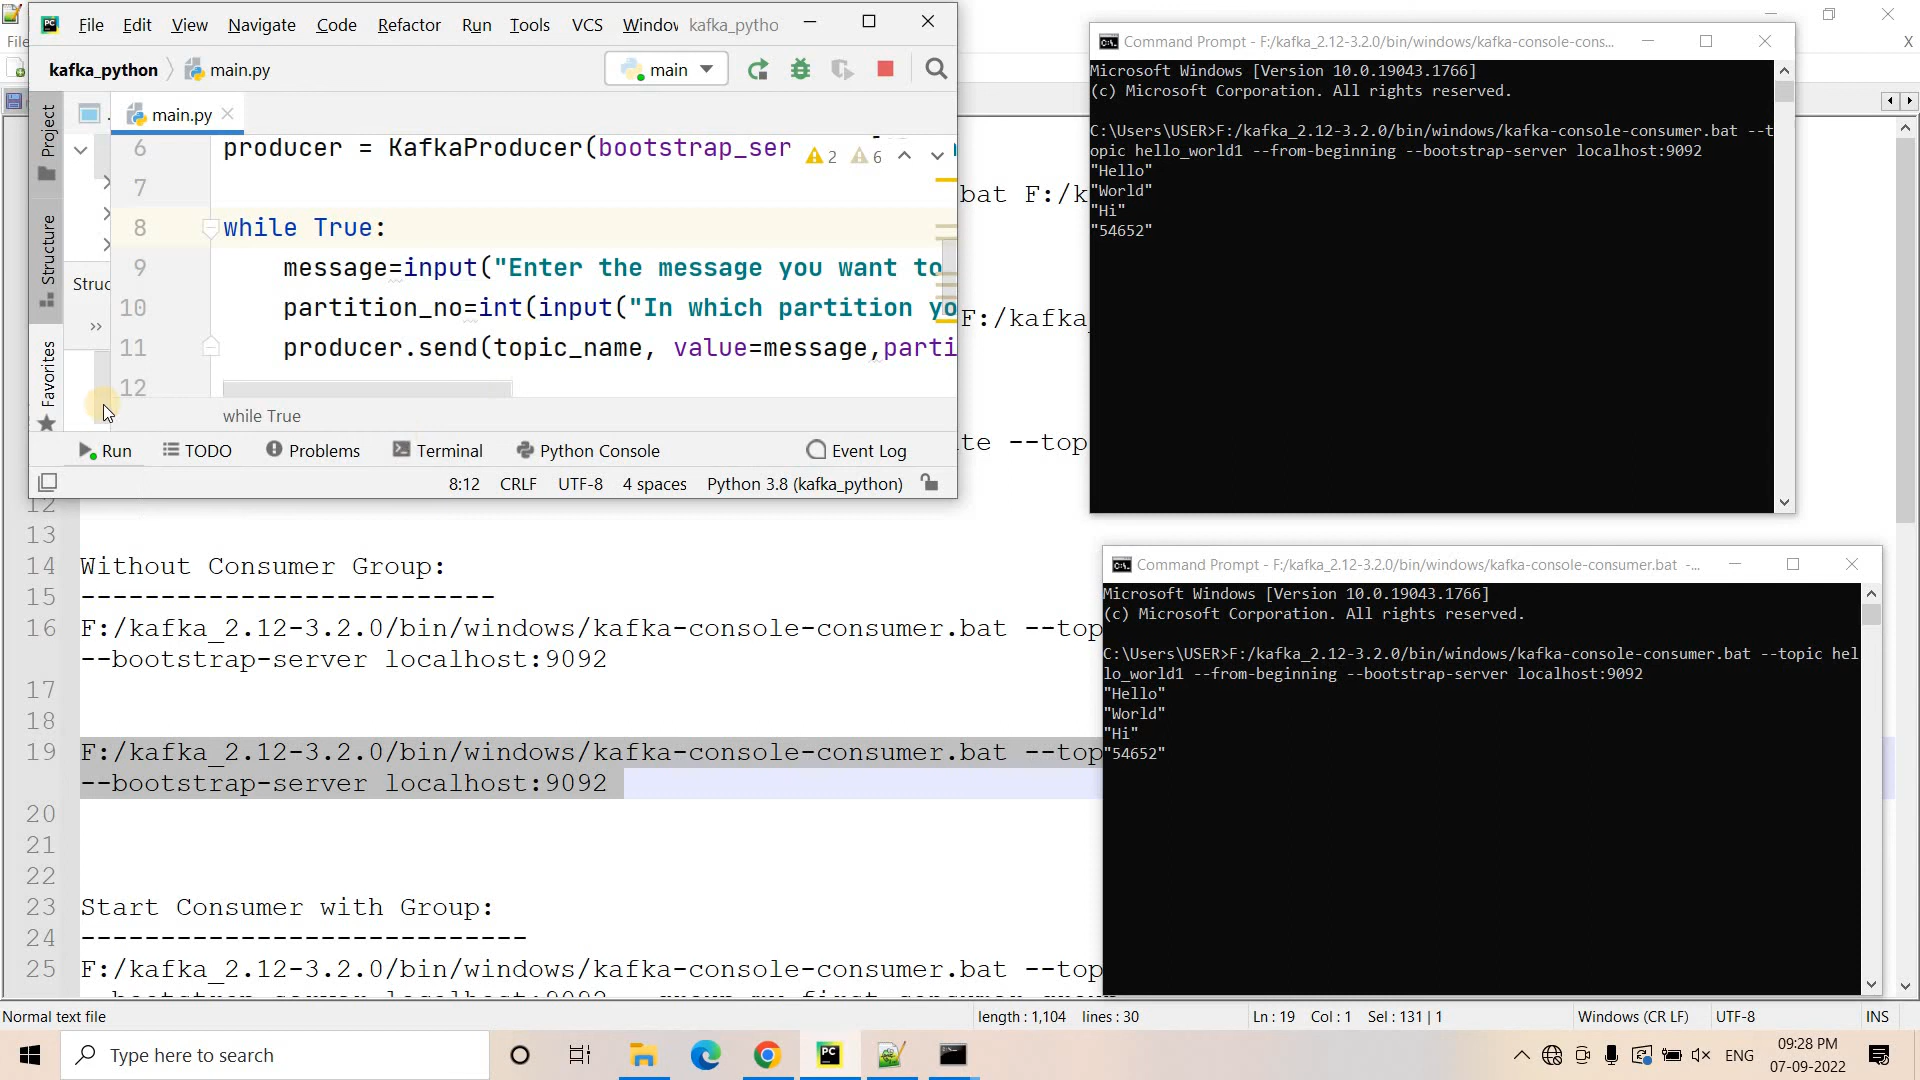 File Edit View Navigate Code Refactor Run Tools VCS Window kafka_pytho
kafka_python main.py main
main.py
Project
Structure
Favorites
Struc
6 producer = KafkaProducer(bootstrap_ser 2 6
7
8 while True:
9 message=input("Enter the message you want to
10 partition_no=int(input("In which partition yo
11 producer.send(topic_name, value=message,parti
12
while True
Run TODO Problems Terminal Python Console Event Log
8:12 CRLF UTF-8 4 spaces Python 3.8 (kafka_python)
File
bat F:/k
F:/kafka
te --top
12
13
14 Without Consumer Group:
15 --------------------------
16 F:/kafka_2.12-3.2.0/bin/windows/kafka-console-consumer.bat --top
--bootstrap-server localhost:9092
17
18
19 F:/kafka_2.12-3.2.0/bin/windows/kafka-console-consumer.bat --top
--bootstrap-server localhost:9092
20
21
22
23 Start Consumer with Group:
24 ----------------------------
25 F:/kafka_2.12-3.2.0/bin/windows/kafka-console-consumer.bat --top
Command Prompt - F:/kafka_2.12-3.2.0/bin/windows/kafka-console-cons...
Microsoft Windows [Version 10.0.19043.1766]
(c) Microsoft Corporation. All rights reserved.
C:\Users\USER>F:/kafka_2.12-3.2.0/bin/windows/kafka-console-consumer.bat --t
opic hello_world1 --from-beginning --bootstrap-server localhost:9092
"Hello"
"World"
"Hi"
"54652"
Command Prompt - F:/kafka_2.12-3.2.0/bin/windows/kafka-console-consumer.bat -...
Microsoft Windows [Version 10.0.19043.1766]
(c) Microsoft Corporation. All rights reserved.
C:\Users\USER>F:/kafka_2.12-3.2.0/bin/windows/kafka-console-consumer.bat --topic hel
lo_world1 --from-beginning --bootstrap-server localhost:9092
"Hello"
"World"
"Hi"
"54652"
Normal text file length : 1,104 lines : 30 Ln : 19 Col : 1 Sel : 131 | 1 Windows (CR LF) UTF-8 INS
Type here to search
ENG
09:28 PM
07-09-2022